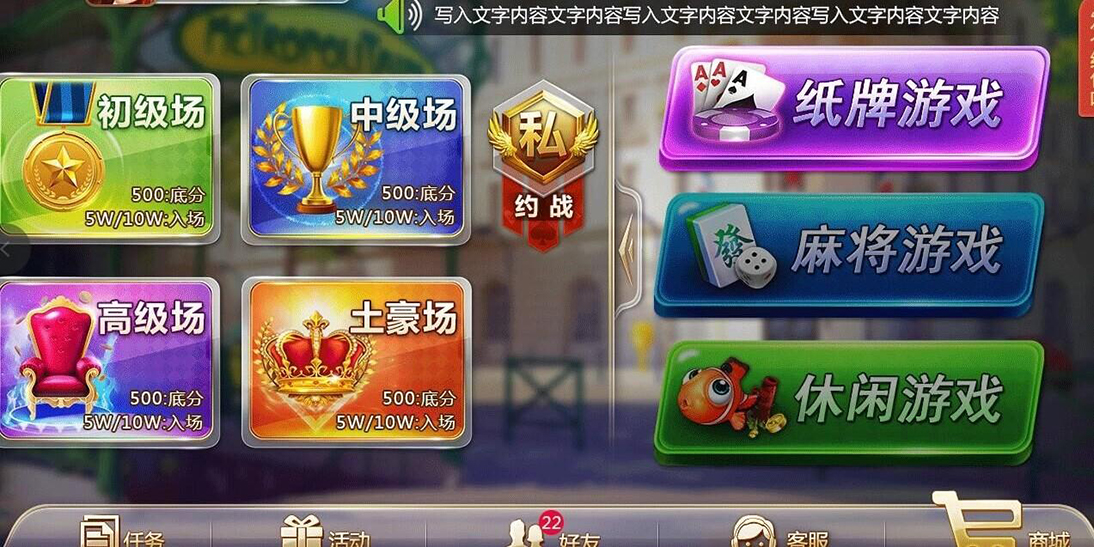 写入文字内容文字内容写入文字内容文字内容写入文字内容文字内容
METROPOLITAN
初级场
500:底分
5W/10W:入场
中级场
500:底分
5W/10W:入场
高级场
500:底分
5W/10W:入场
土豪场
500:底分
5W/10W:入场
私
约战
A A A
纸牌游戏
發
麻将游戏
休闲游戏
任务
活动
22
好友
客服
商城